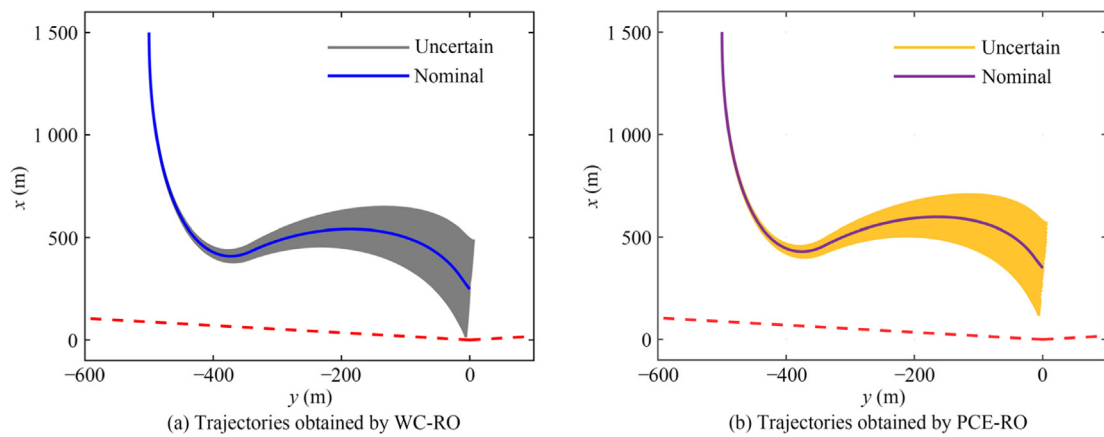 1 500
1 000
500
0
x (m)
−600
−400
−200
0
y (m)
Uncertain
Nominal
(a) Trajectories obtained by WC-RO
1 500
1 000
500
0
x (m)
−600
−400
−200
0
y (m)
Uncertain
Nominal
(b) Trajectories obtained by PCE-RO